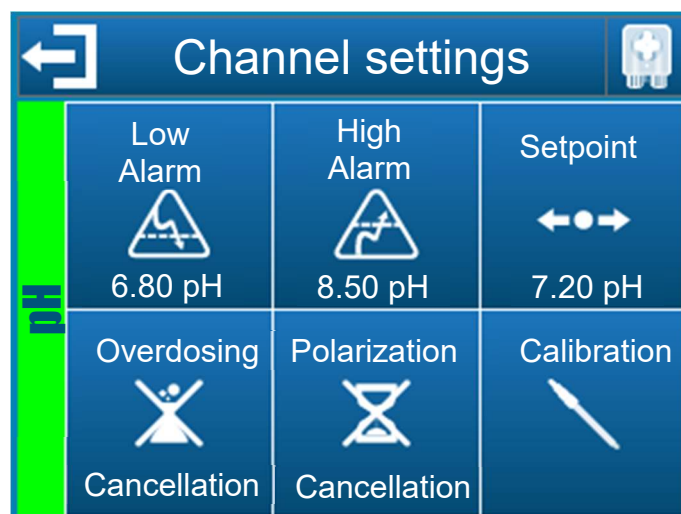 Channel settings
Low
Alarm
6.80 pH
High
Alarm
8.50 pH
Setpoint
7.20 pH
pH
Overdosing
Cancellation
Polarization
Cancellation
Calibration